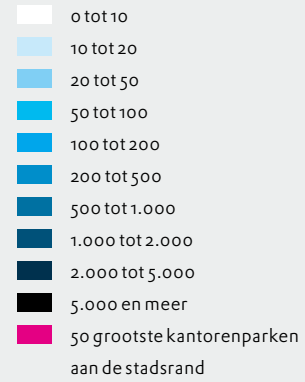 0 tot 10
10 tot 20
20 tot 50
50 tot 100
100 tot 200
200 tot 500
500 tot 1.000
1.000 tot 2.000
2.000 tot 5.000
5.000 en meer
50 grootste kantorenparken
aan de stadsrand